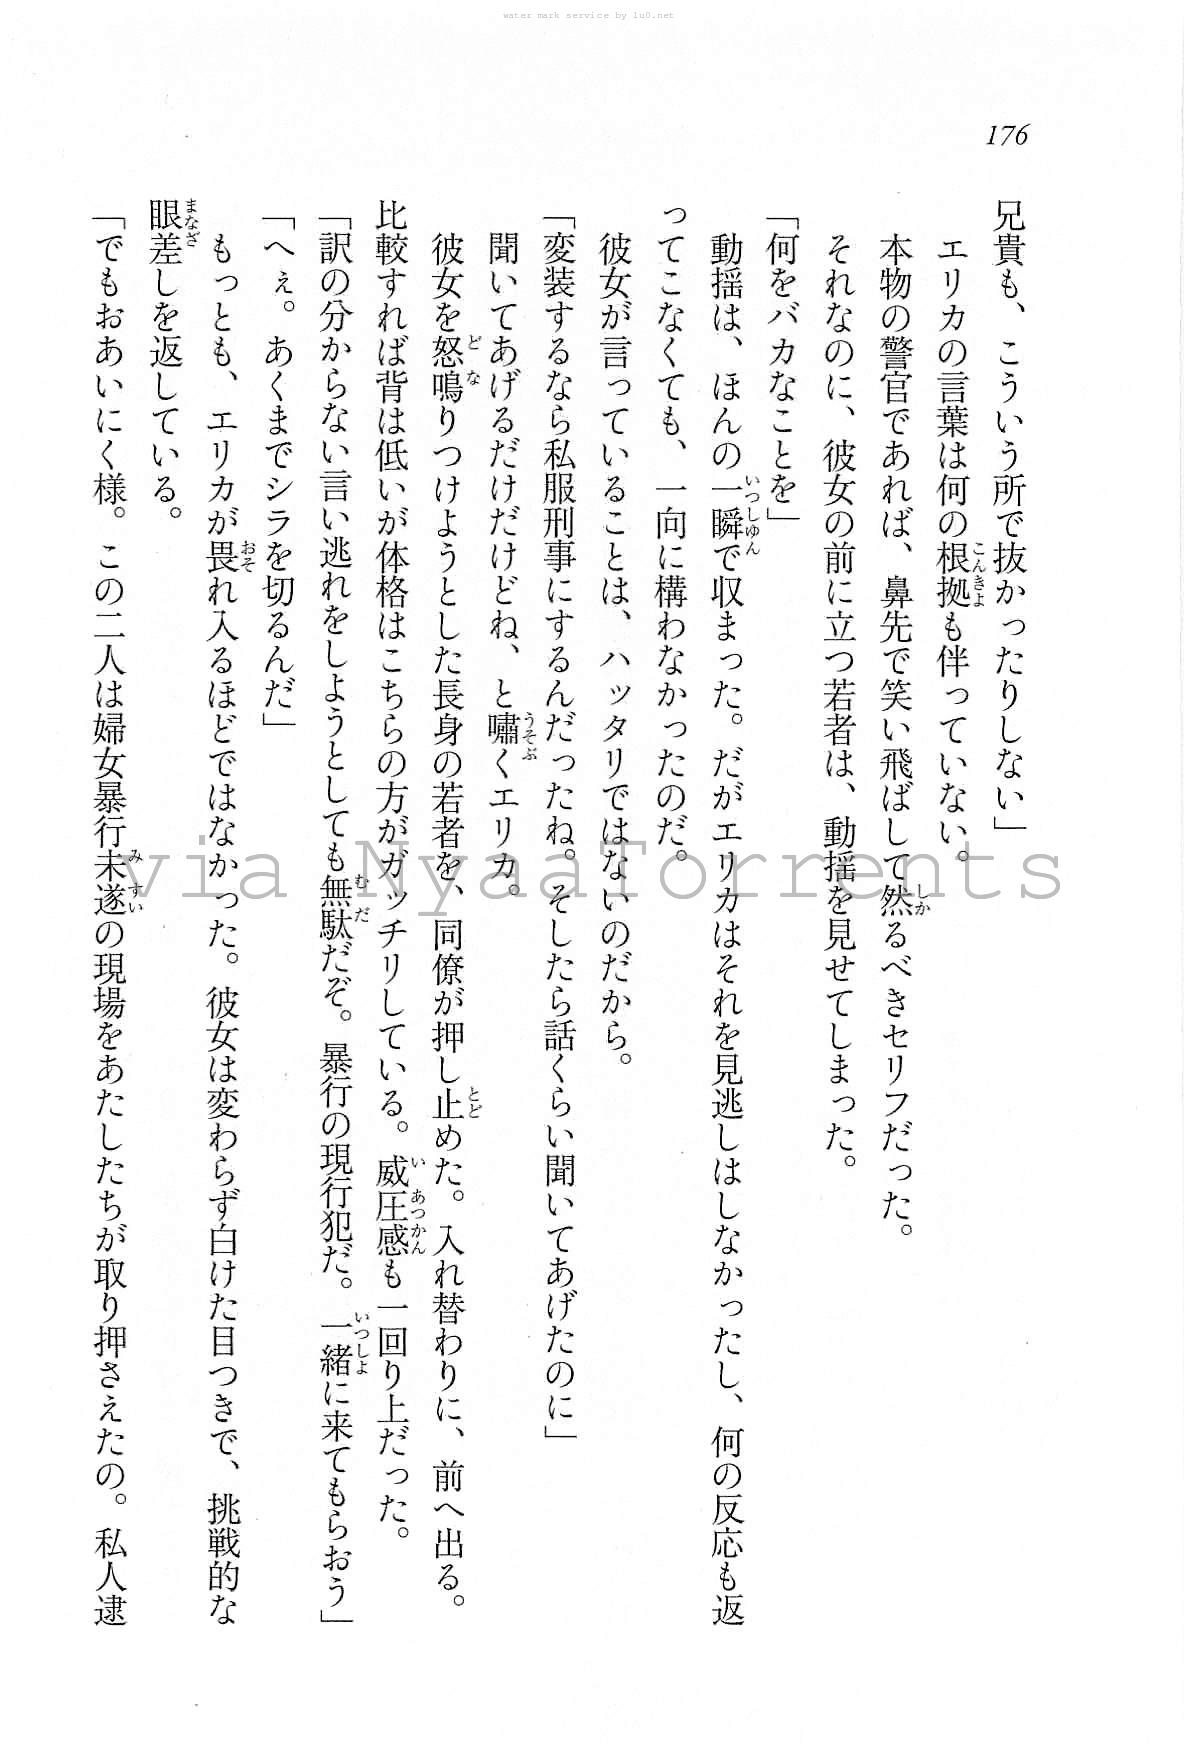 water mark service by 1u0.net
176
兄貴も、こういう所で抜かったりしない」
エリカの言葉は何の根拠も伴っていない。
本物の警官であれば、鼻先で笑い飛ばして然るべきセリフだった。
それなのに、彼女の前に立つ若者は、動揺を見せてしまった。
「何をバカなことを」
動揺は、ほんの一瞬で収まった。だがエリカはそれを見逃しはしなかったし、何の反応も返
ってこなくても、一向に構わなかったのだ。
彼女が言っていることは、ハッタリではないのだから。
「変装するなら私服刑事にするんだったね。そしたら話くらい聞いてあげたのに」
聞いてあげるだけだけどね、と嘯くエリカ。
彼女を怒鳴りつけようとした長身の若者を、同僚が押し止めた。入れ替わりに、前へ出る。
比較すれば背は低いが体格はこちらの方がガッチリしている。威圧感も一回り上だった。
「訳の分からない言い逃れをしようとしても無駄だぞ。暴行の現行犯だ。一緒に来てもらおう」
「へぇ。あくまでシラを切るんだ」
もっとも、エリカが畏れ入るほどではなかった。彼女は変わらず白けた目つきで、挑戦的な
眼差しを返している。
「でもおあいにく様。この二人は婦女暴行未遂の現場をあたしたちが取り押さえたの。私人逮
via NyaaTorrents